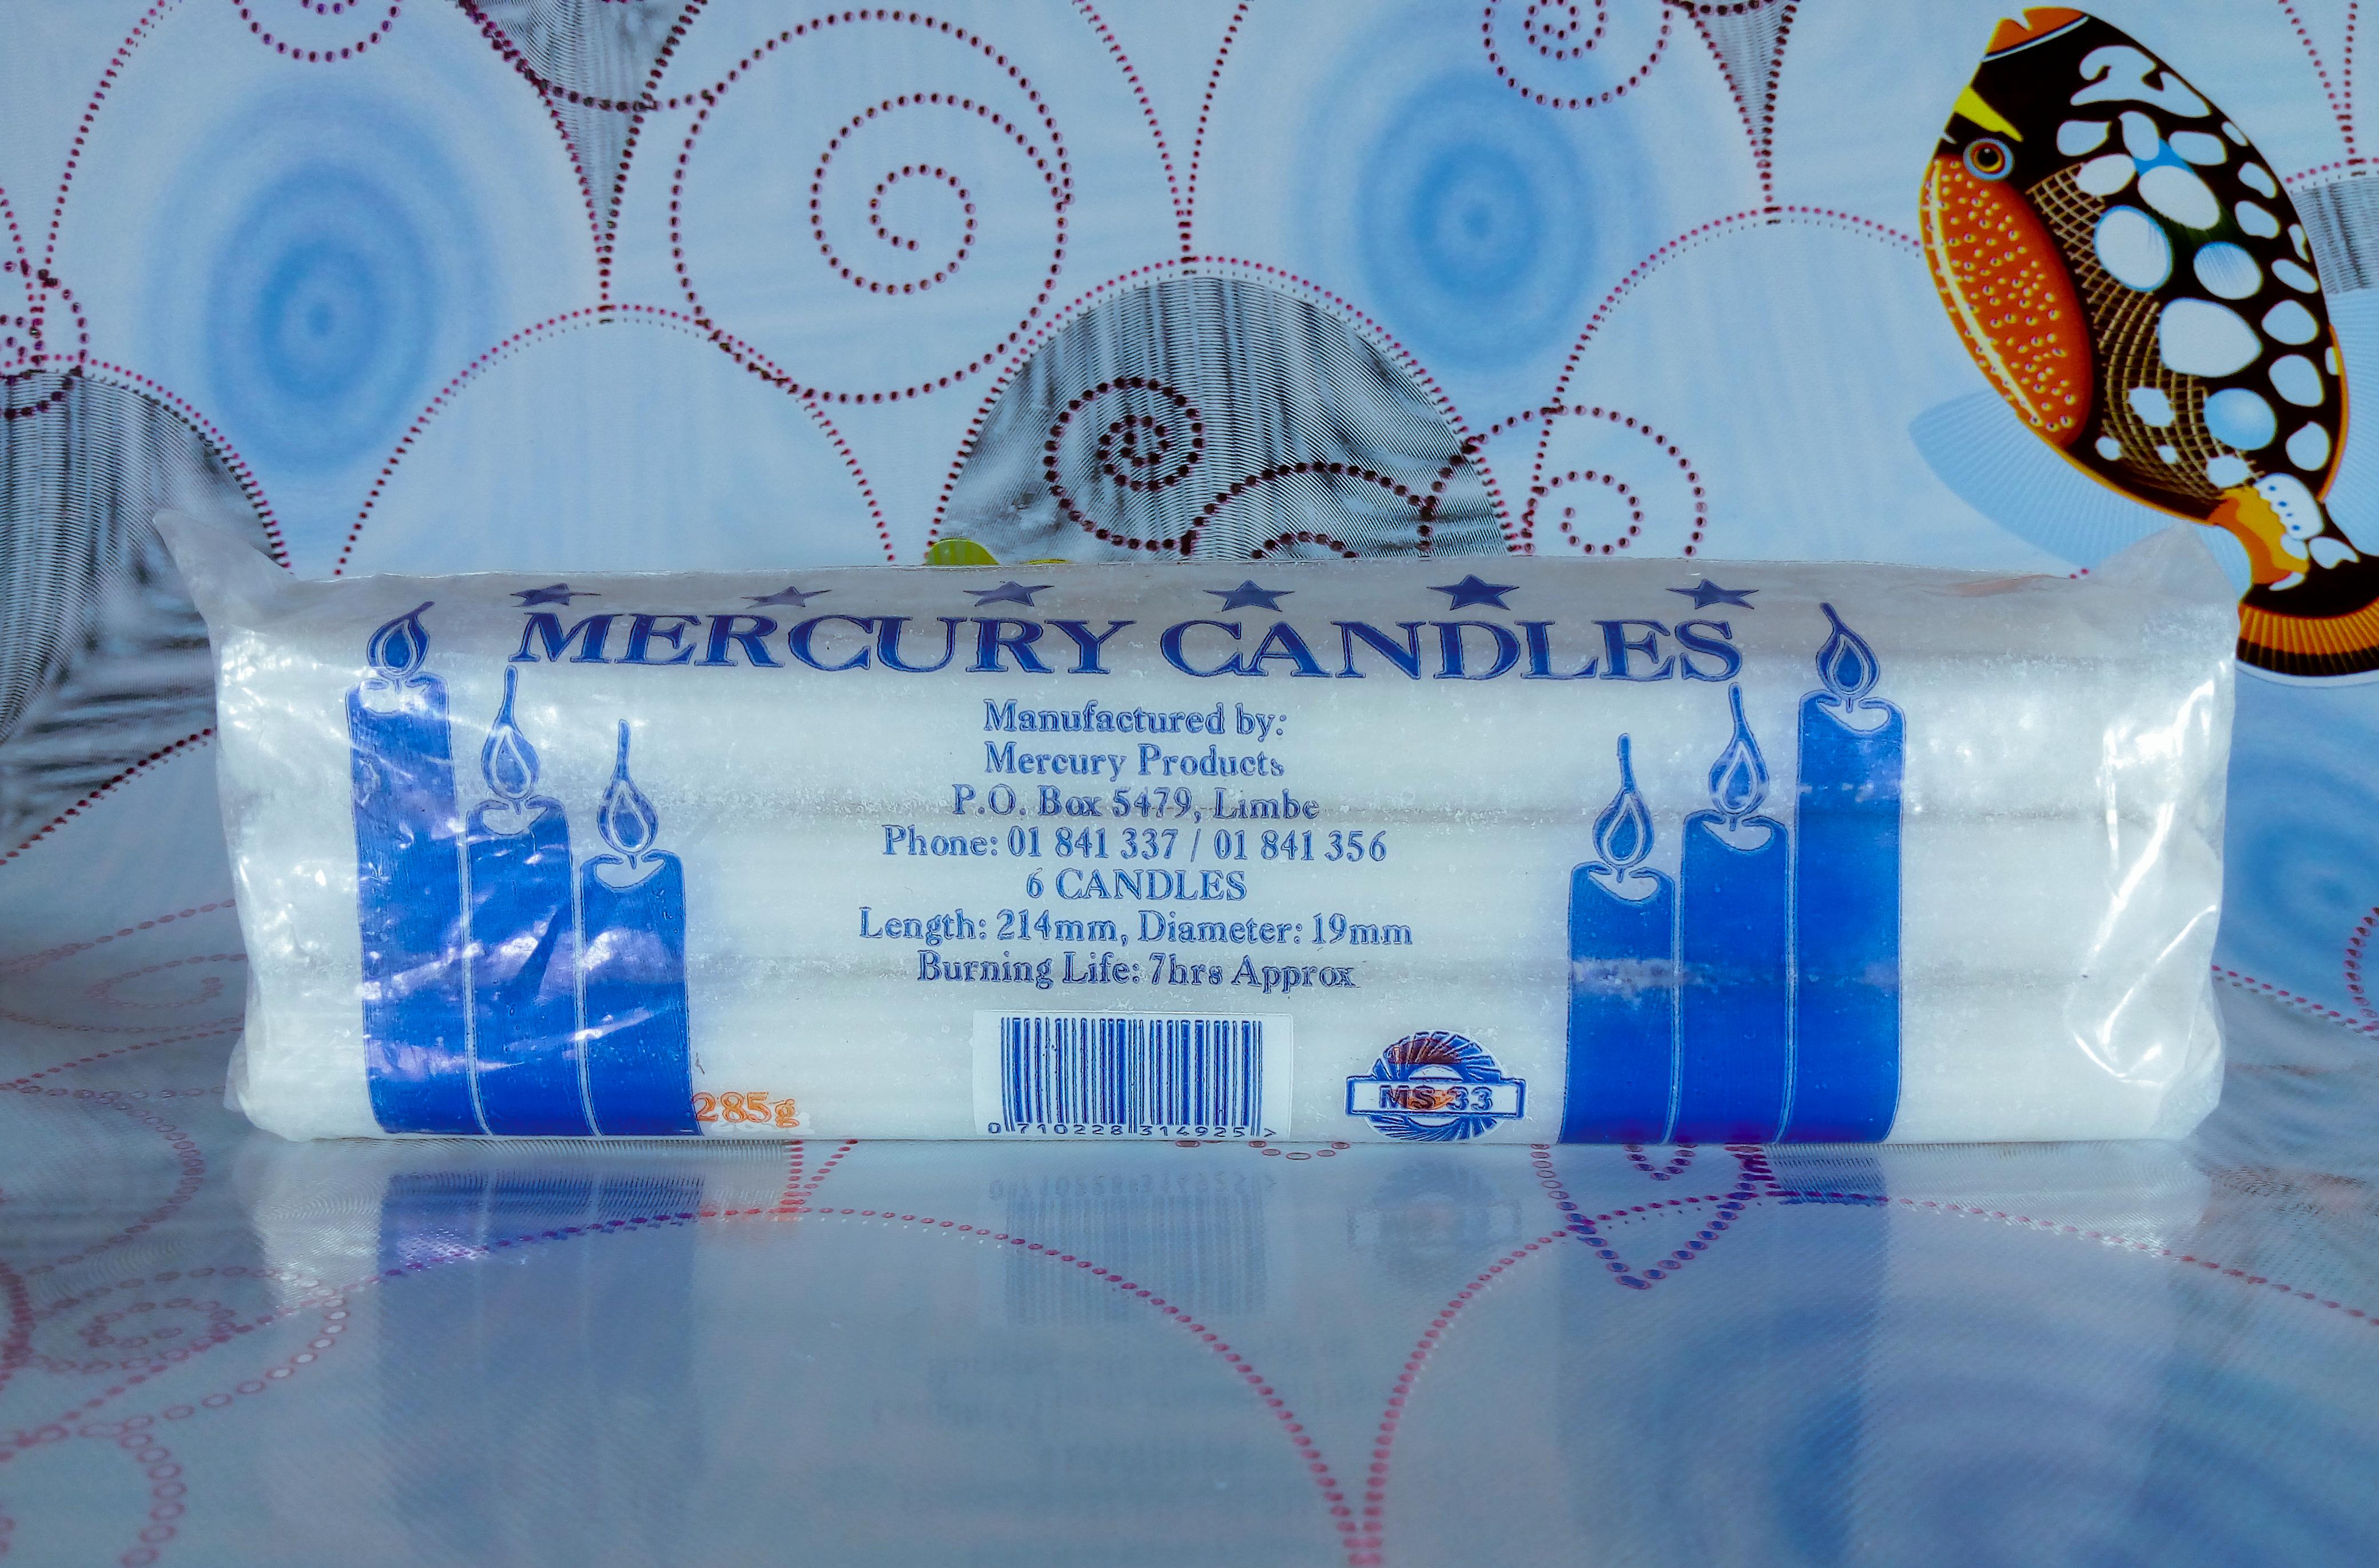 MERCURY CANDLES
Manufactured by:
Mercury Products
P.O. Box 5479, Limbe
Phone: 01 841 337 / 01 841 356
6 CANDLES
Length: 214mm, Diameter: 19mm
Burning Life: 7hrs Approx
285g
MS-33
0 710228 314925 >